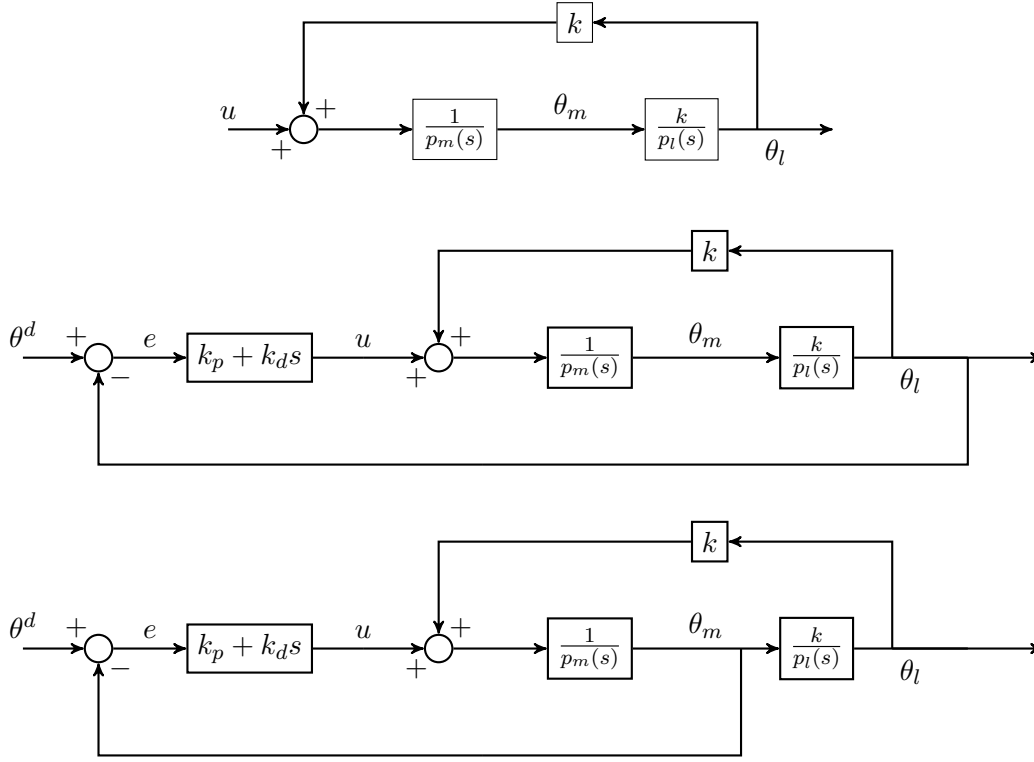 k
u + + 1/p_m(s) θ_m k/p_l(s) θ_l
k
θ^d + − e k_p + k_d s u + + 1/p_m(s) θ_m k/p_l(s) θ_l
k
θ^d + − e k_p + k_d s u + + 1/p_m(s) θ_m k/p_l(s) θ_l